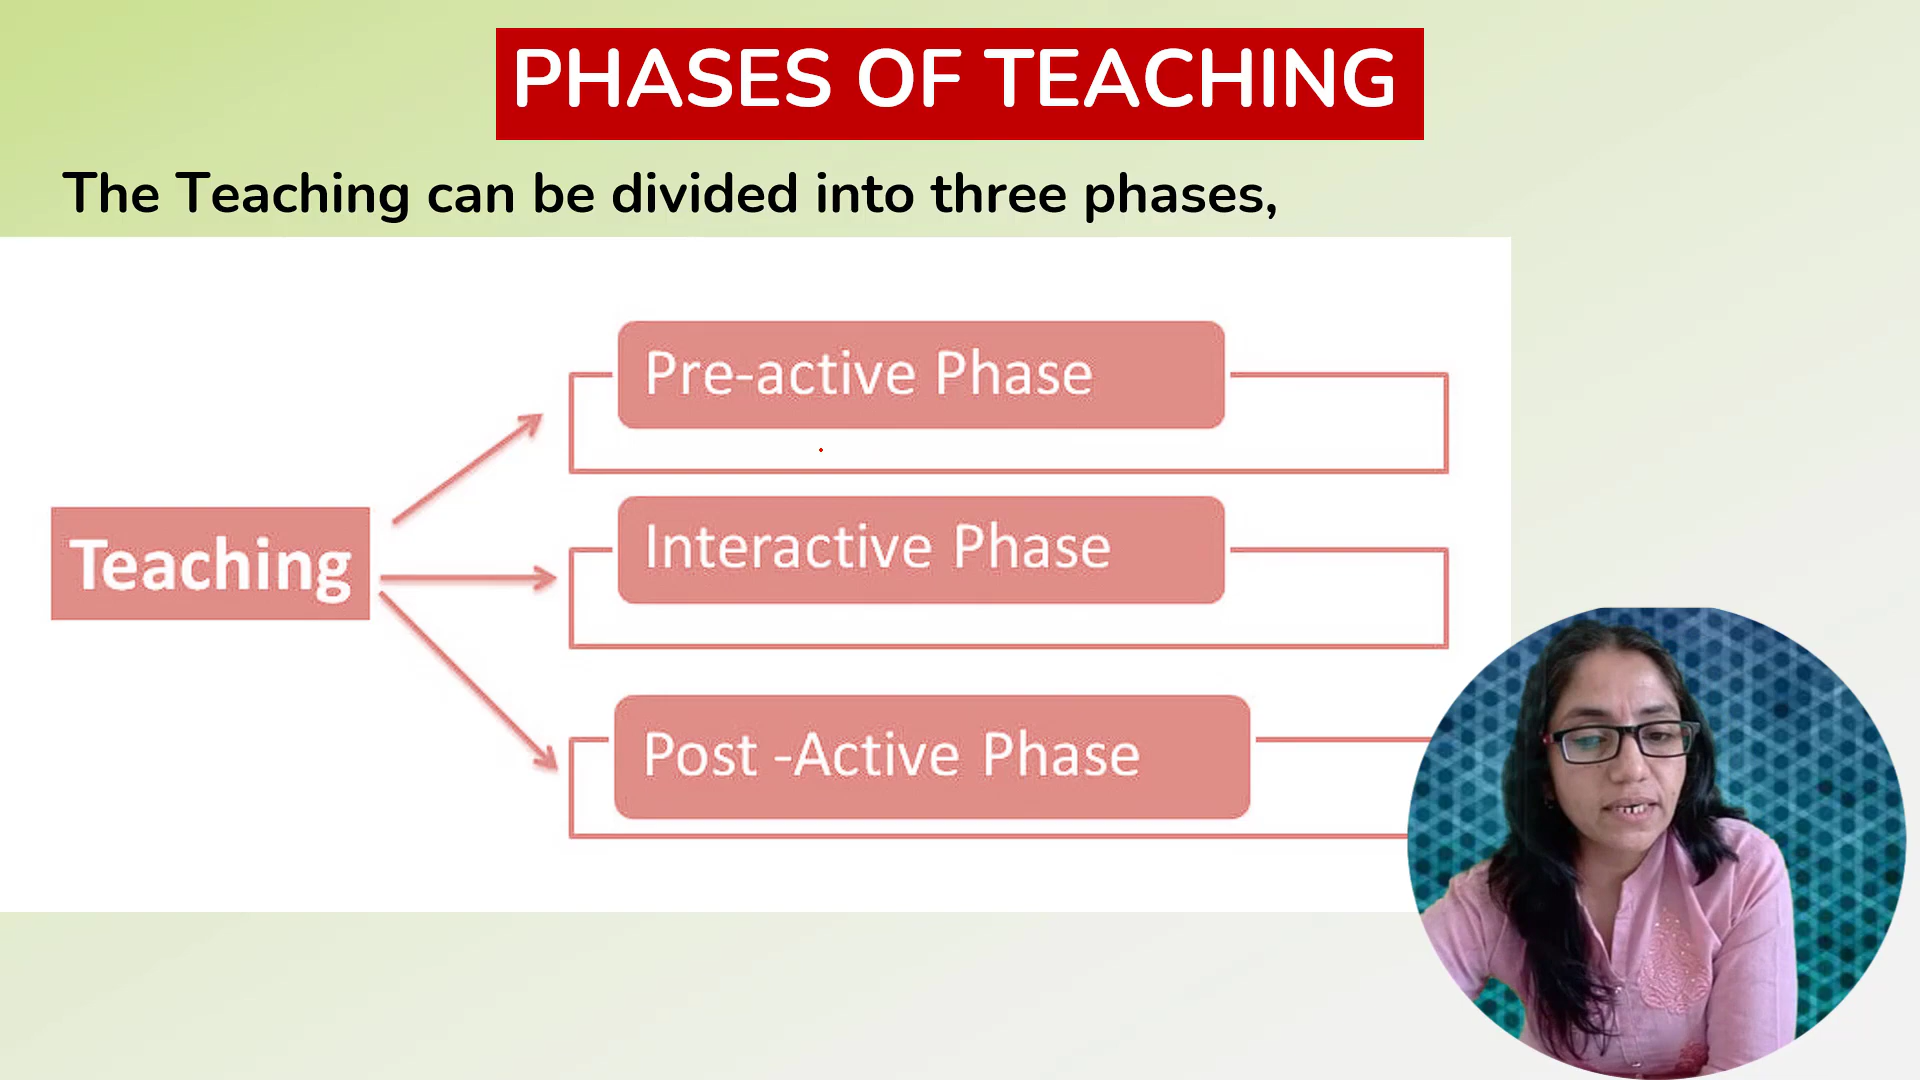 PHASES OF TEACHING
The Teaching can be divided into three phases,
Pre-active Phase
Teaching
Interactive Phase
Post -Active Phase